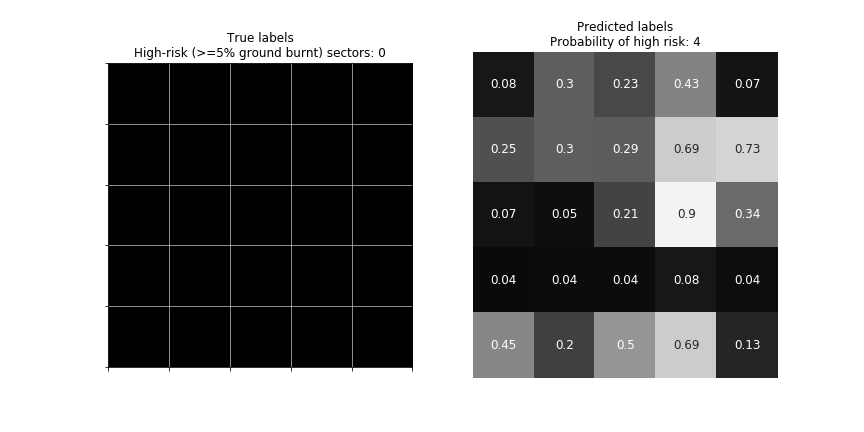 True labels
High-risk (>=5% ground burnt) sectors: 0
Predicted labels
Probability of high risk: 4
0.08 0.3 0.23 0.43 0.07
0.25 0.3 0.29 0.69 0.73
0.07 0.05 0.21 0.9 0.34
0.04 0.04 0.04 0.08 0.04
0.45 0.2 0.5 0.69 0.13